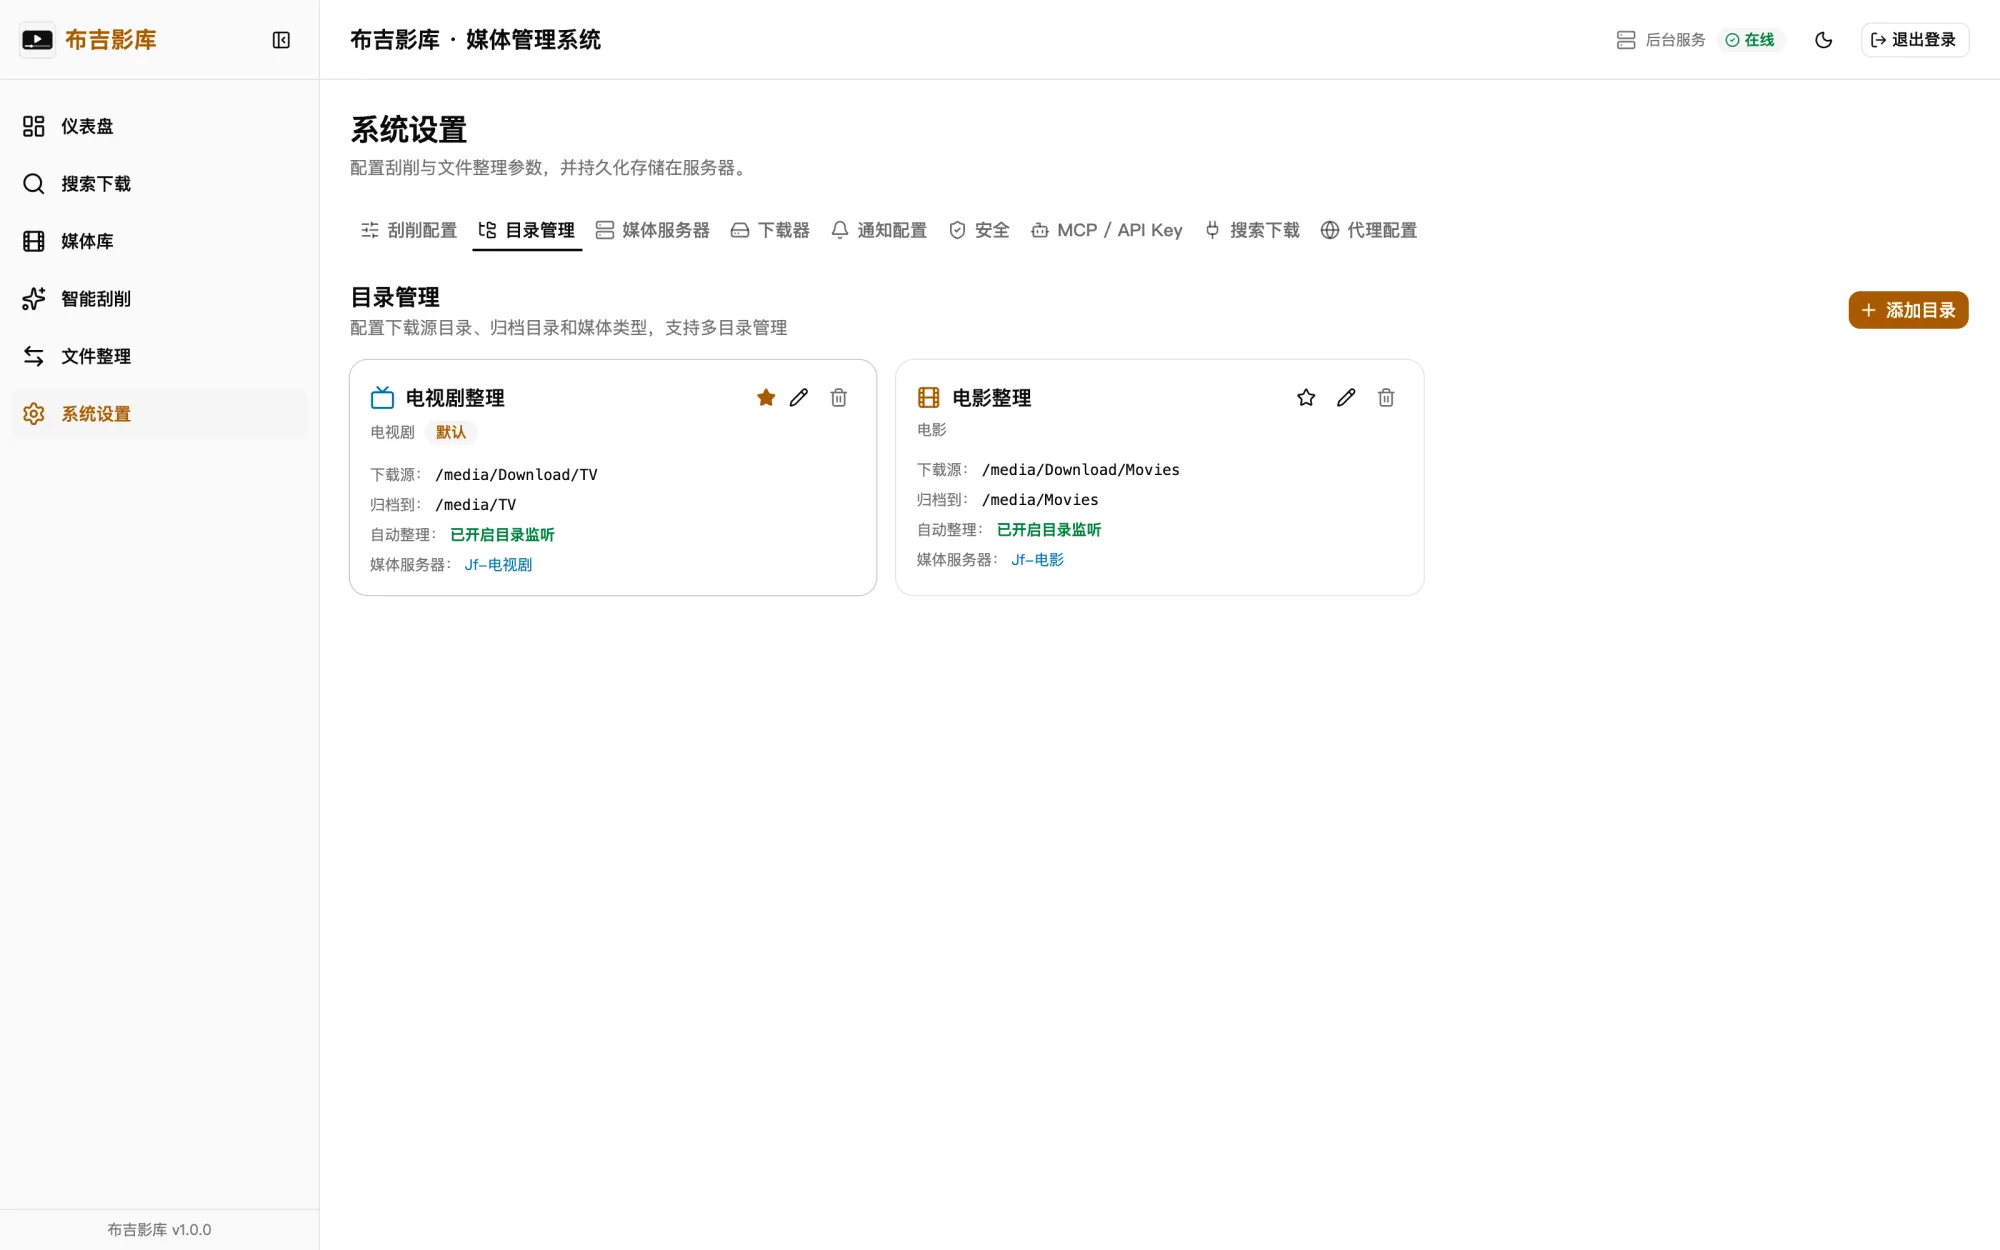 布吉影库
布吉影库 · 媒体管理系统
后台服务
在线
退出登录
仪表盘
搜索下载
媒体库
智能刮削
文件整理
系统设置
系统设置
配置刮削与文件整理参数，并持久化存储在服务器。
刮削配置
目录管理
媒体服务器
下载器
通知配置
安全
MCP / API Key
搜索下载
代理配置
目录管理
配置下载源目录、归档目录和媒体类型，支持多目录管理
添加目录
电视剧整理
电视剧 默认
下载源： /media/Download/TV
归档到： /media/TV
自动整理： 已开启目录监听
媒体服务器： Jf-电视剧
电影整理
电影
下载源： /media/Download/Movies
归档到： /media/Movies
自动整理： 已开启目录监听
媒体服务器： Jf-电影
布吉影库 v1.0.0